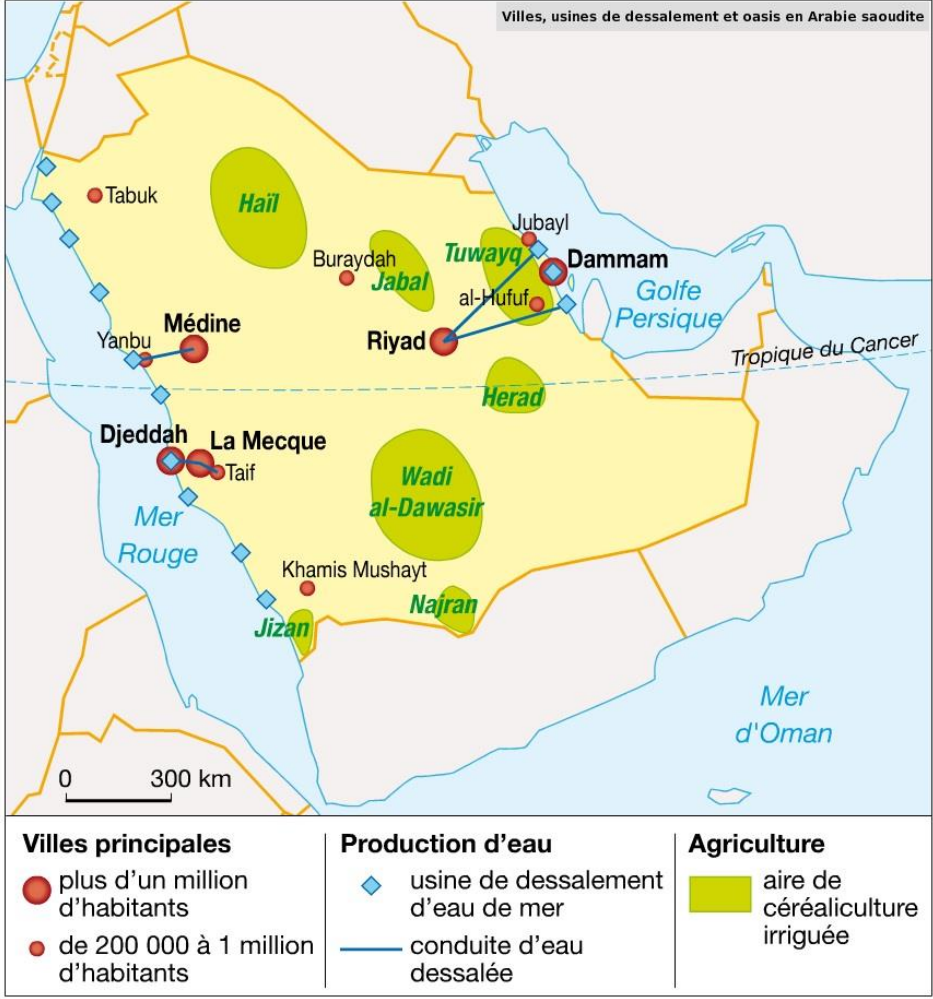 Villes, usines de dessalement et oasis en Arabie saoudite
Tabuk
Haïl
Jubayl
Buraydah
Jabal
Tuwayq
Dammam
al-Hufuf
Golfe
Persique
Médine
Yanbu
Riyad
Tropique du Cancer
Herad
Djeddah
La Mecque
Taif
Wadi
al-Dawasir
Mer
Rouge
Khamis Mushayt
Najran
Jizan
Mer
d'Oman
0 300 km
Villes principales
plus d'un million
d'habitants
de 200 000 à 1 million
d'habitants
Production d'eau
usine de dessalement
d'eau de mer
conduite d'eau
dessalée
Agriculture
aire de
céréaliculture
irriguée